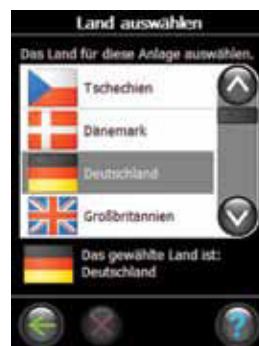 Land auswählen
Das Land für diese Anlage auswählen.
Tschechien
Dänemark
Deutschland
Großbritannien
Das gewählte Land ist:
Deutschland
?